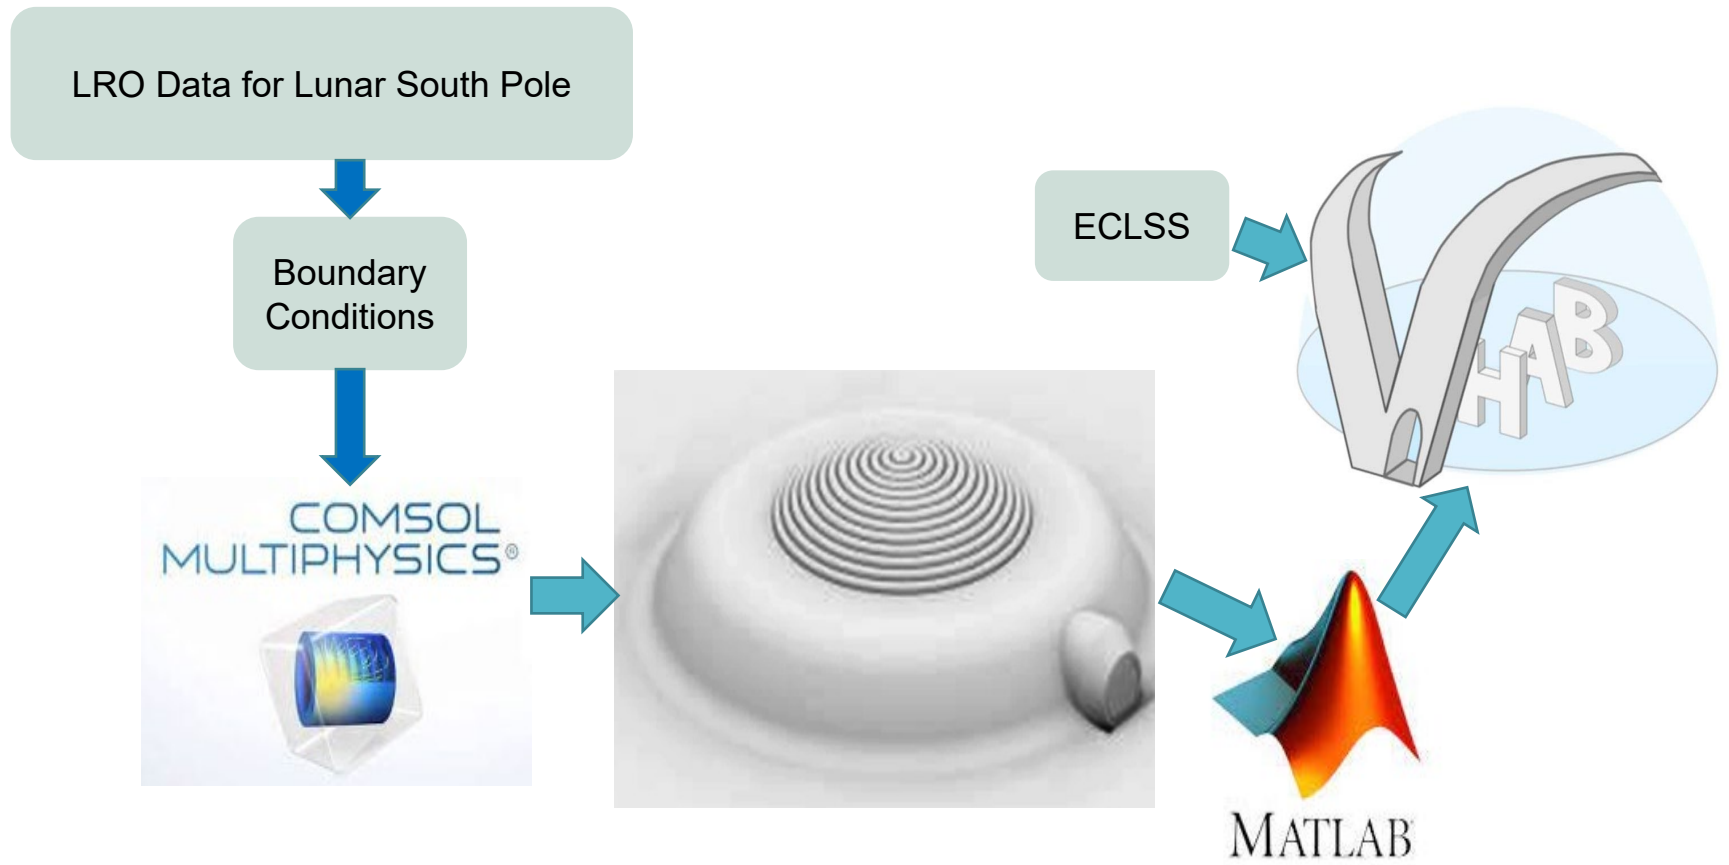 LRO Data for Lunar South Pole
Boundary
Conditions
ECLSS
VHAB
COMSOL
MULTIPHYSICS®
MATLAB